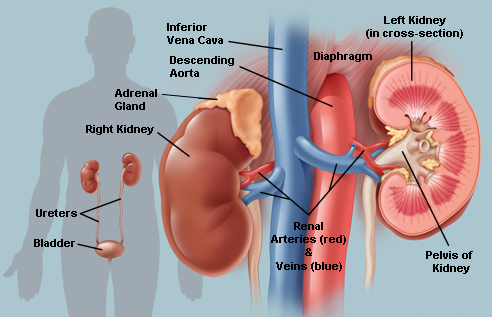 Inferior
Vena Cava
Descending
Aorta
Adrenal
Gland
Right Kidney
Diaphragm
Left Kidney
(in cross-section)
Ureters
Bladder
Renal
Arteries (red)
&
Veins (blue)
Pelvis of
Kidney